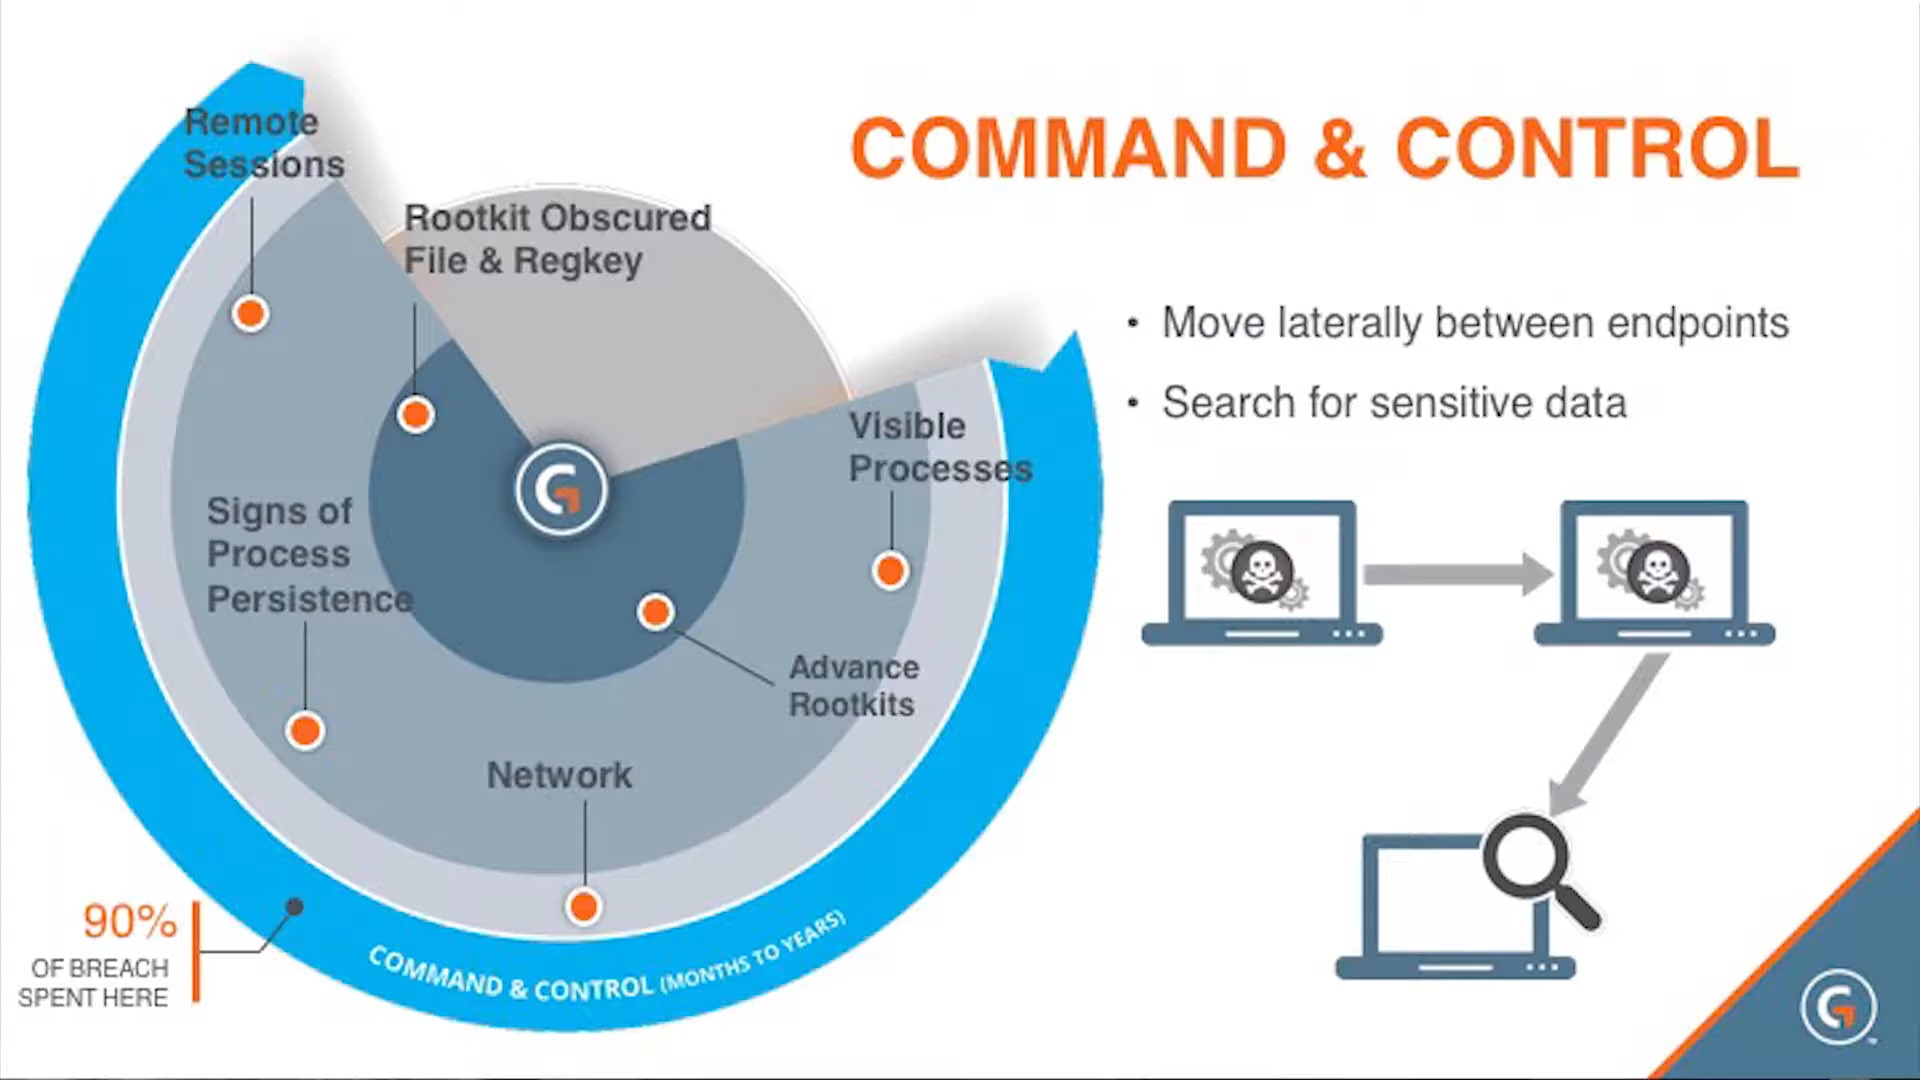 COMMAND & CONTROL
Remote
Sessions
Rootkit Obscured
File & Regkey
Visible
Processes
Signs of
Process
Persistence
Advance
Rootkits
Network
90%
OF BREACH
SPENT HERE
COMMAND & CONTROL (MONTHS TO YEARS)
• Move laterally between endpoints
• Search for sensitive data